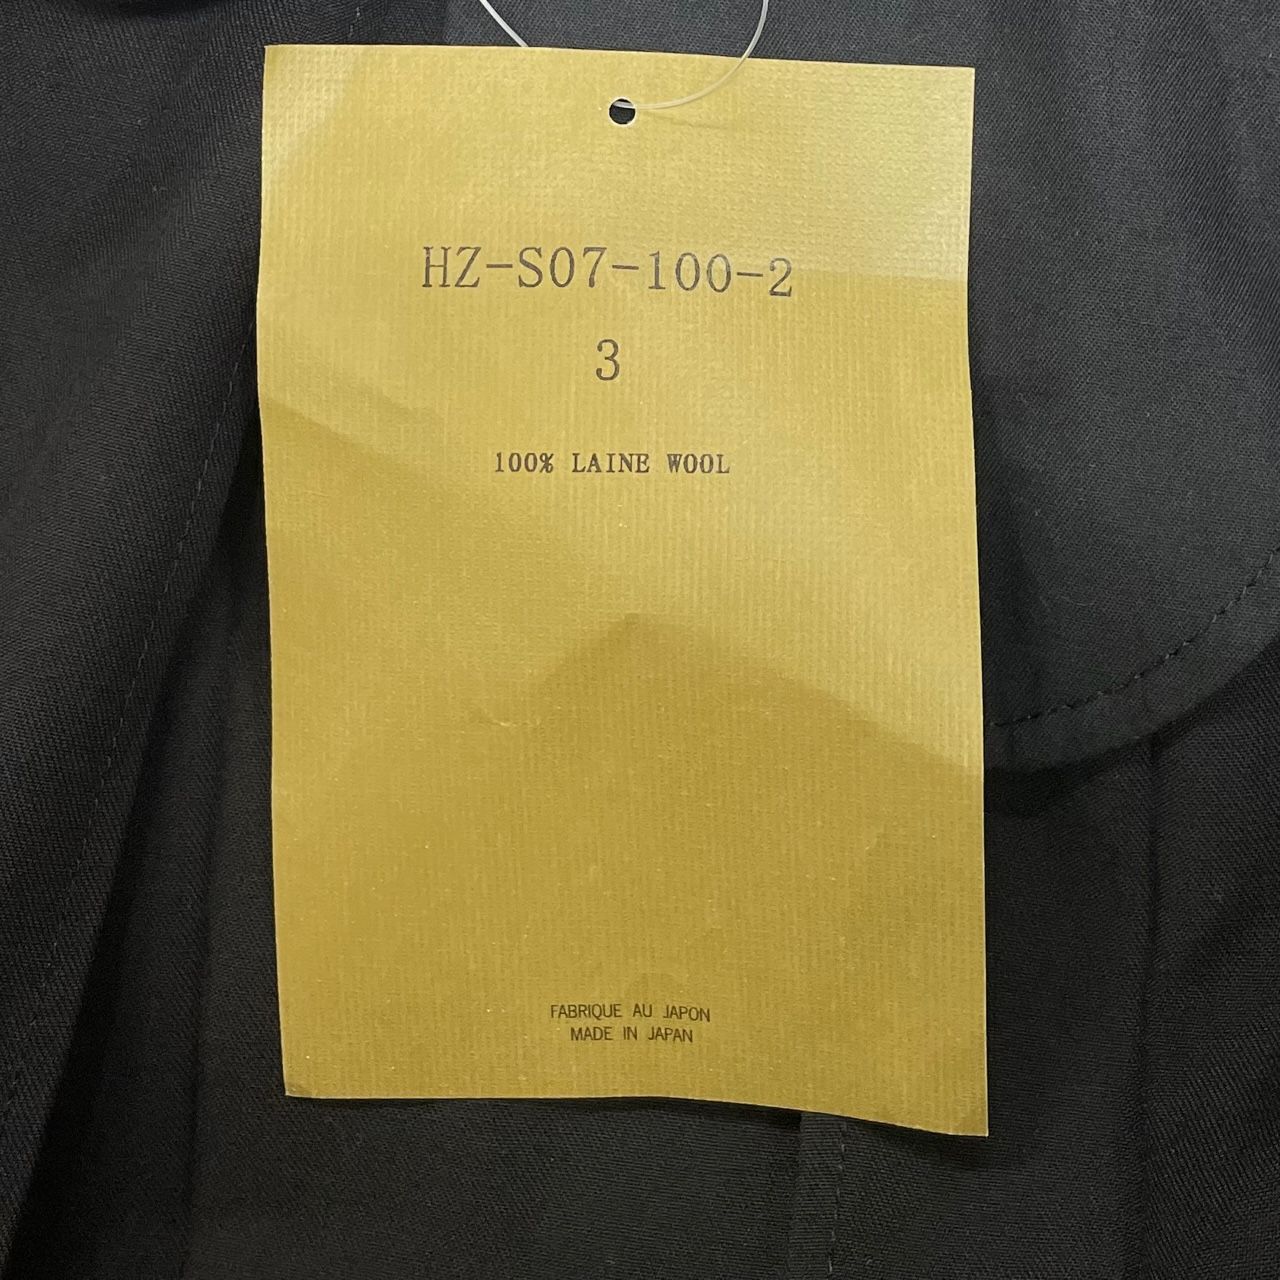 HZ-S07-100-2
3
100% LAINE WOOL
FABRIQUE AU JAPON
MADE IN JAPAN